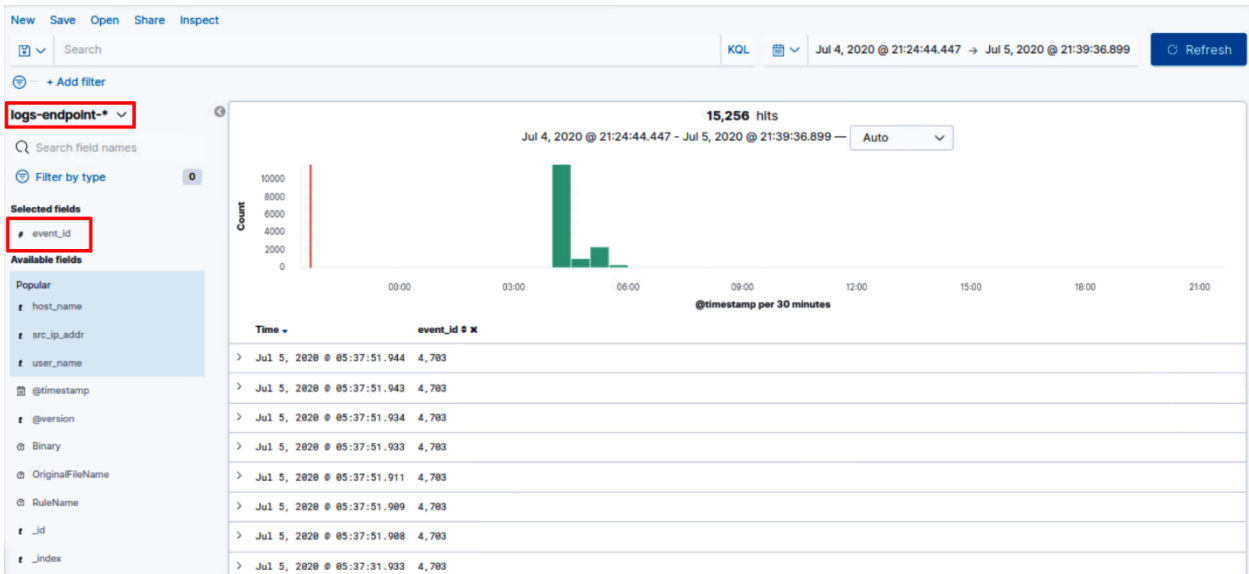 New Save Open Share Inspect
Search KQL Jul 4, 2020 @ 21:24:44.447 → Jul 5, 2020 @ 21:39:36.899 Refresh
+ Add filter
logs-endpoint-*
Search field names
Filter by type 0
Selected fields
# event_id
Available fields
Popular
t host_name
t src_ip_addr
t user_name
@timestamp
t @version
Binary
OriginalFileName
RuleName
t _id
t _index
15,256 hits
Jul 4, 2020 @ 21:24:44.447 - Jul 5, 2020 @ 21:39:36.899 — Auto
Count
10000
8000
6000
4000
2000
0
00:00 03:00 06:00 09:00 12:00 15:00 18:00 21:00
@timestamp per 30 minutes
Time event_id
Jul 5, 2020 @ 05:37:51.944 4,703
Jul 5, 2020 @ 05:37:51.943 4,703
Jul 5, 2020 @ 05:37:51.934 4,703
Jul 5, 2020 @ 05:37:51.933 4,703
Jul 5, 2020 @ 05:37:51.911 4,703
Jul 5, 2020 @ 05:37:51.909 4,703
Jul 5, 2020 @ 05:37:51.908 4,703
Jul 5, 2020 @ 05:37:31.933 4,703